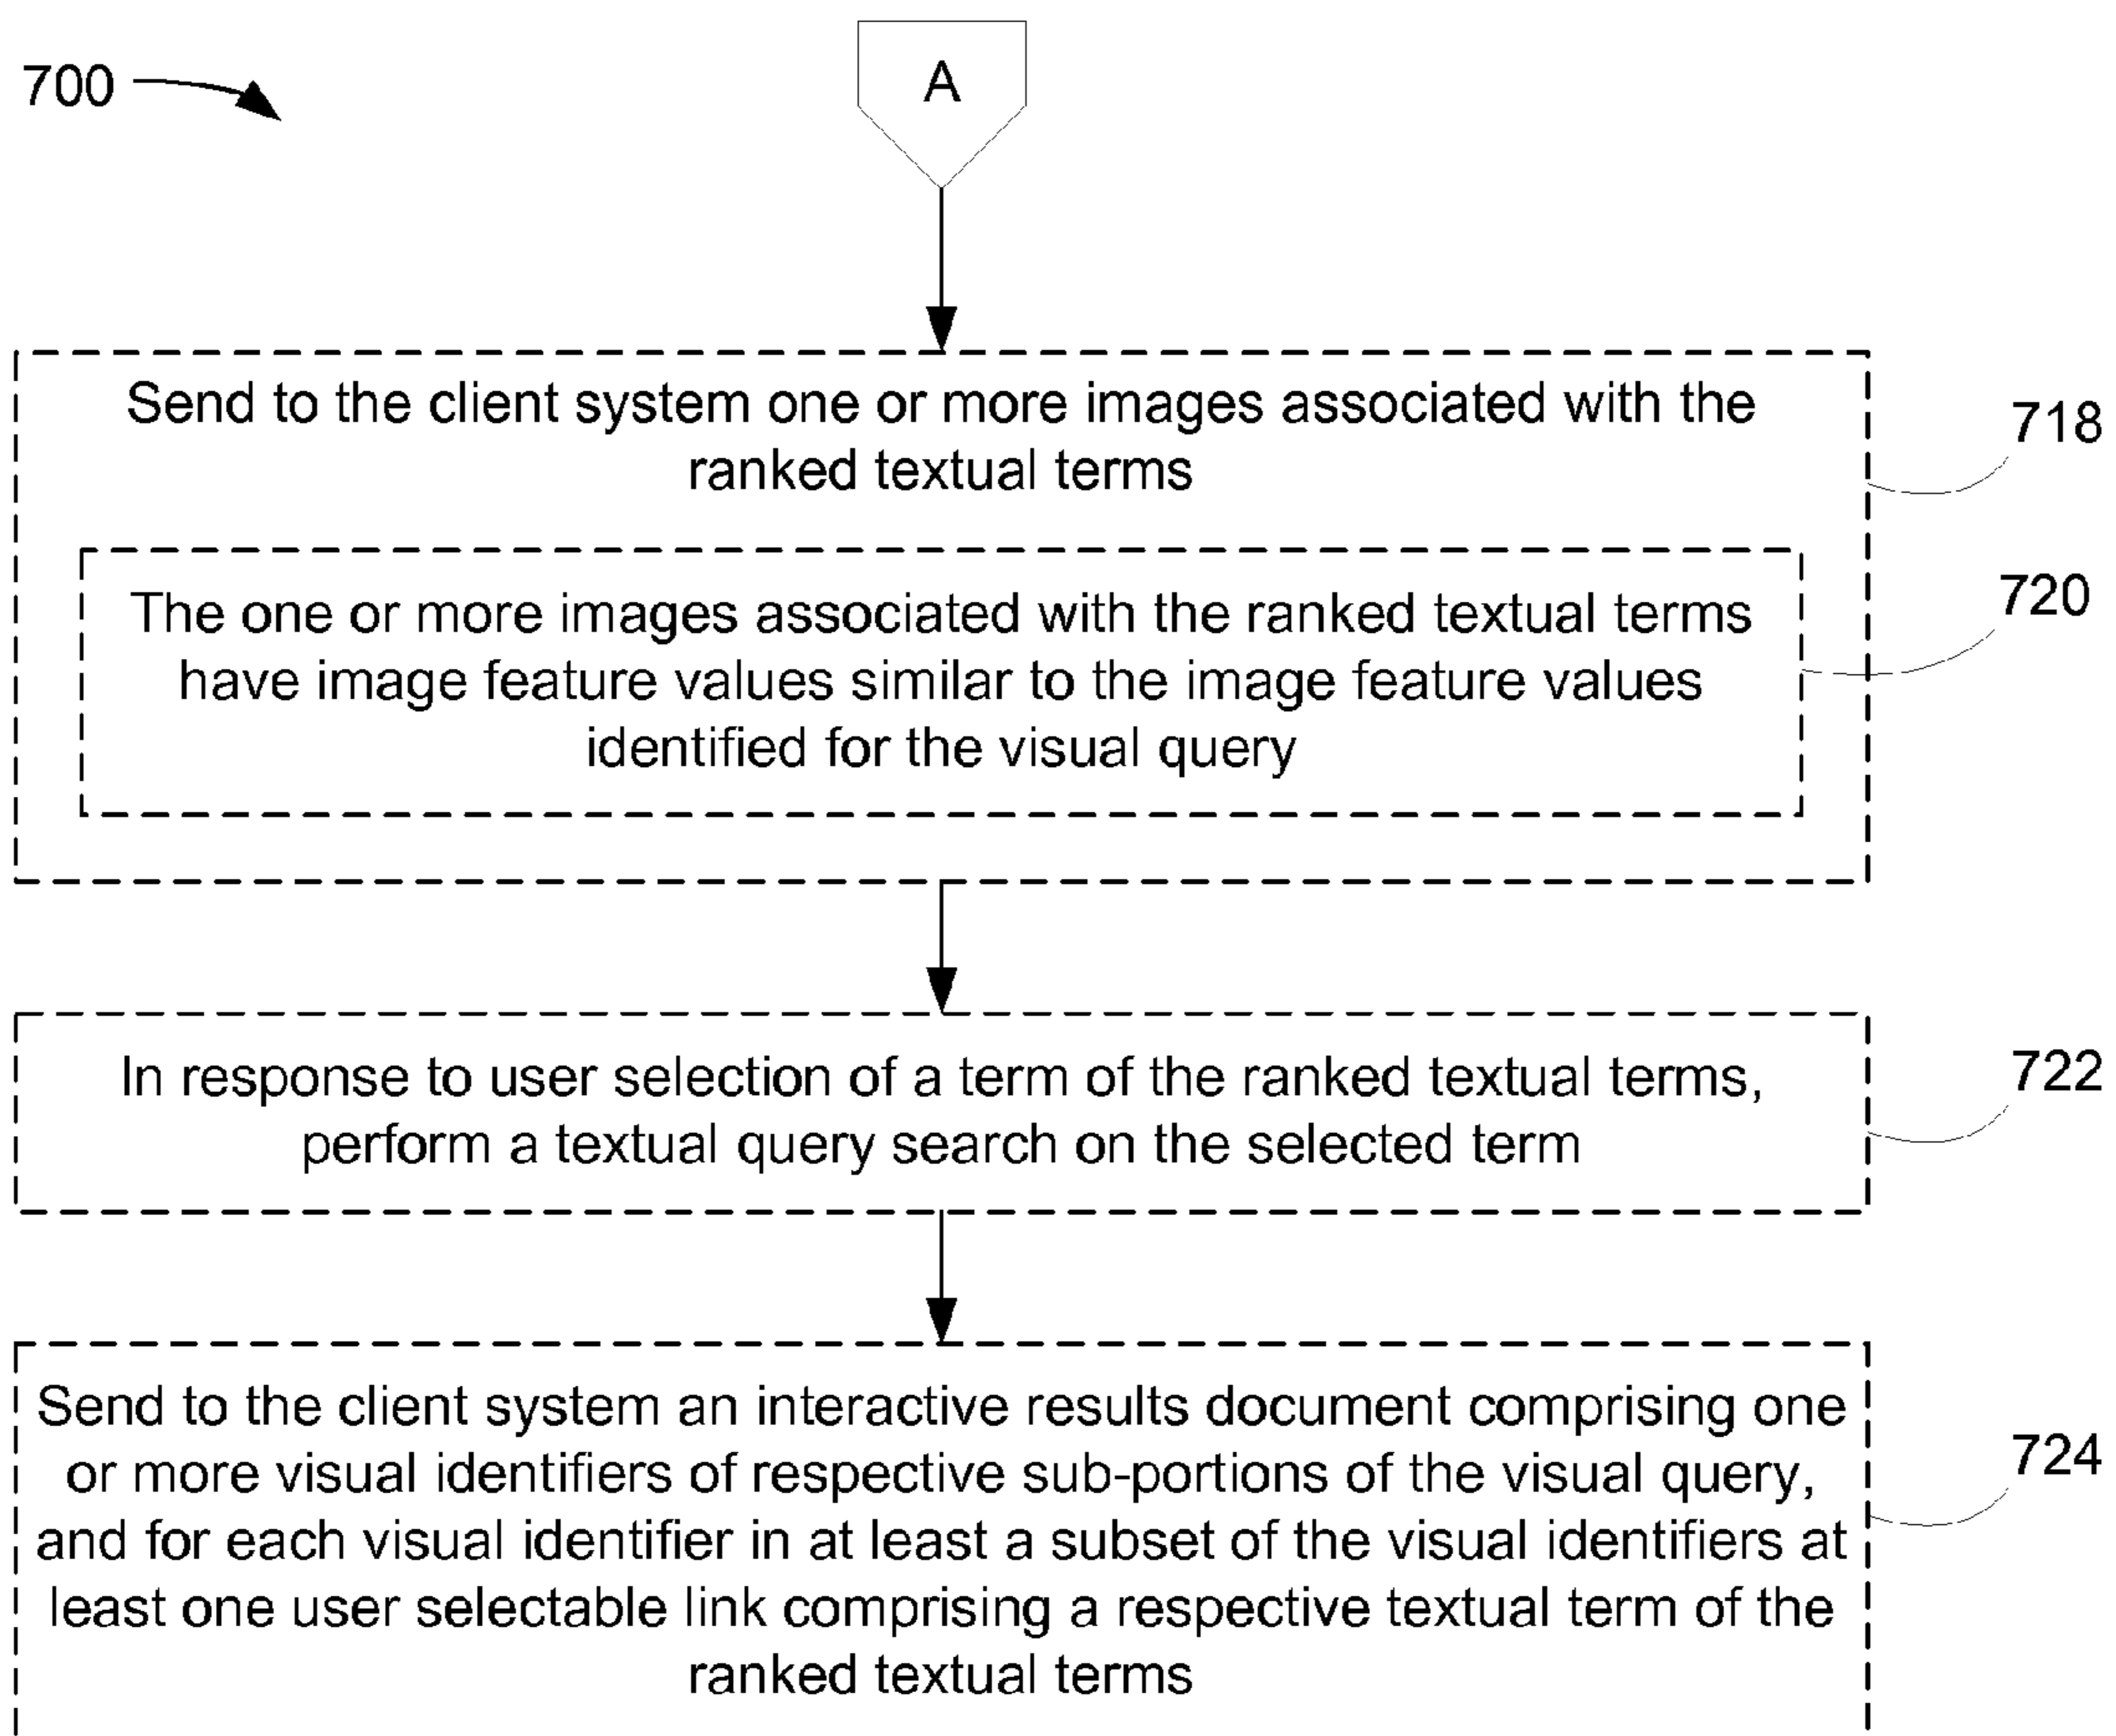 700
A
Send to the client system one or more images associated with the
ranked textual terms
718
The one or more images associated with the ranked textual terms
have image feature values similar to the image feature values
identified for the visual query
720
In response to user selection of a term of the ranked textual terms,
perform a textual query search on the selected term
722
Send to the client system an interactive results document comprising one
or more visual identifiers of respective sub-portions of the visual query,
and for each visual identifier in at least a subset of the visual identifiers at
least one user selectable link comprising a respective textual term of the
ranked textual terms
724